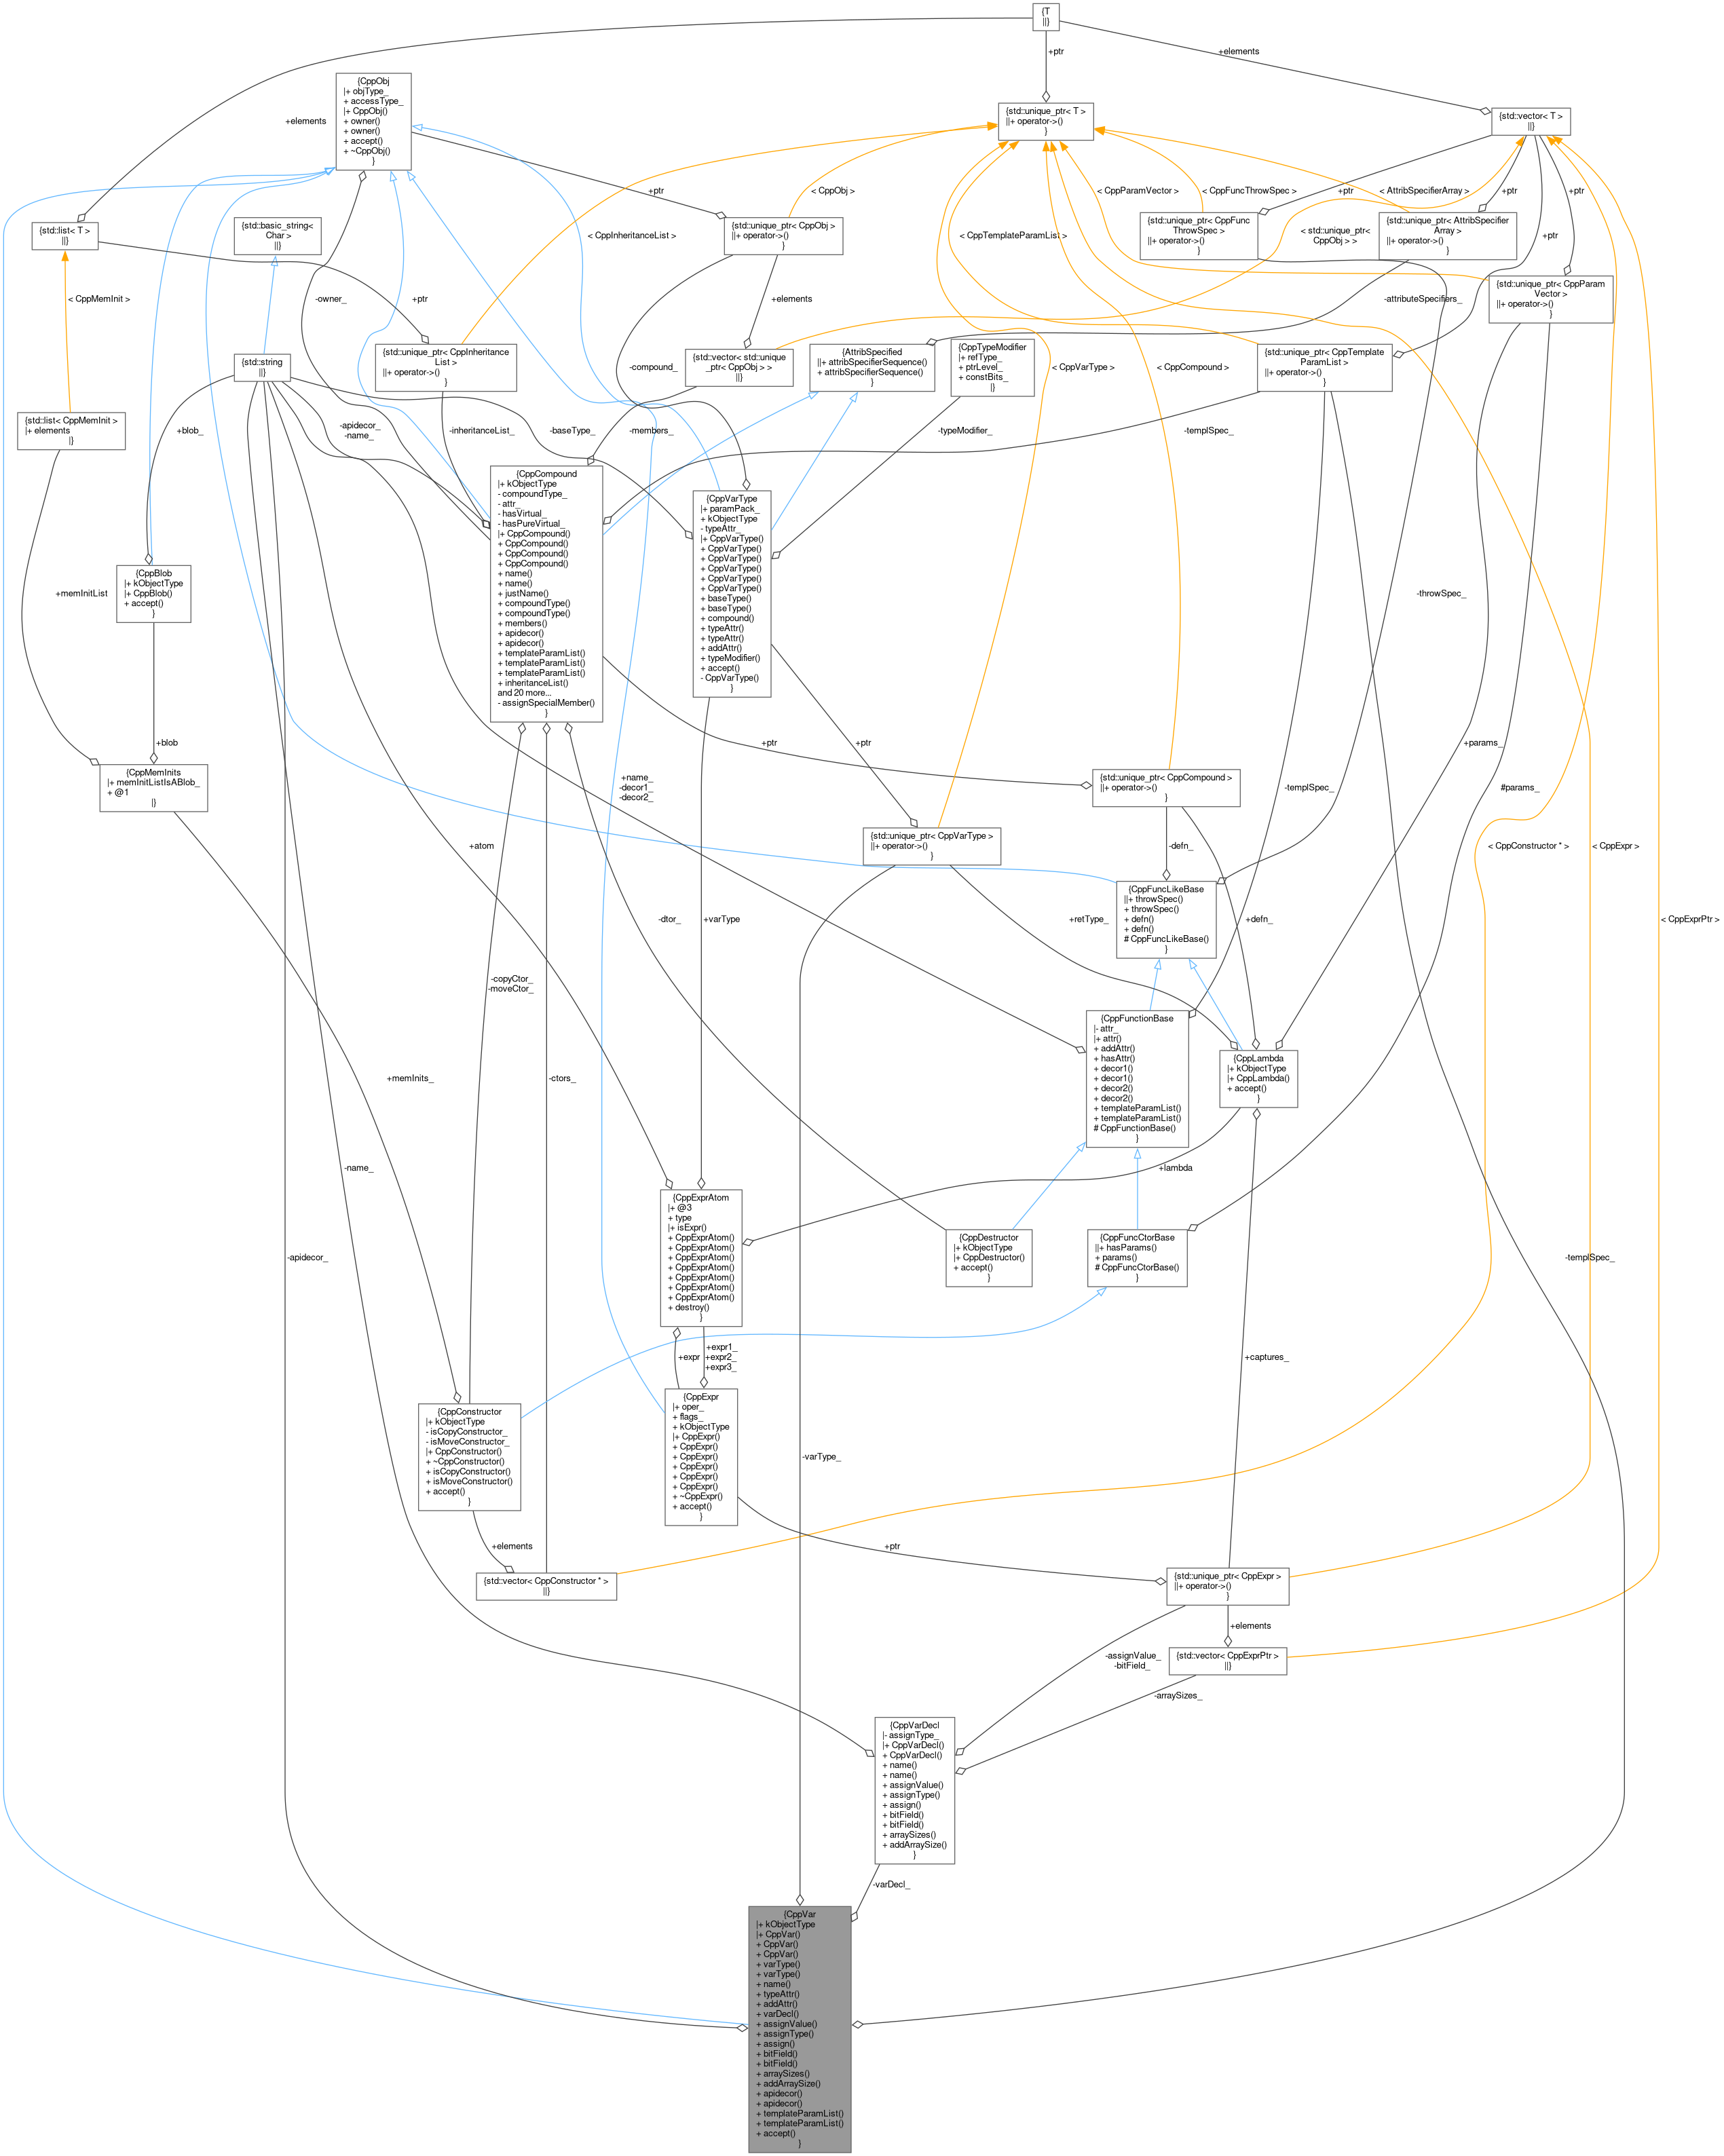 {T
||}
+ptr
+elements
+elements
{CppObj
|+ objType_
+ accessType_
|+ CppObj()
+ owner()
+ owner()
+ accept()
+ ~CppObj()
}
{std::unique_ptr< T >
||+ operator->()
}
{std::vector< T >
||}
+ptr
< CppObj >
< CppParamVector >
< CppFuncThrowSpec >
+ptr
< AttribSpecifierArray >
+ptr
+ptr
{std::list< T >
||}
{std::basic_string<
Char >
||}
{std::unique_ptr< CppObj >
||+ operator->()
}
{std::unique_ptr< CppFunc
ThrowSpec >
||+ operator->()
}
{std::unique_ptr< AttribSpecifier
Array >
||+ operator->()
}
< CppInheritanceList >
< CppTemplateParamList >
< std::unique_ptr<
CppObj > >
+ptr
< CppMemInit >
-owner_
+ptr
+elements
-attributeSpecifiers_
{std::unique_ptr< CppParam
Vector >
||+ operator->()
}
{std::string
||}
{std::unique_ptr< CppInheritance
List >
||+ operator->()
}
-compound_
{std::vector< std::unique
_ptr< CppObj > >
||}
{AttribSpecified
||+ attribSpecifierSequence()
+ attribSpecifierSequence()
}
{CppTypeModifier
|+ refType_
+ ptrLevel_
+ constBits_
|}
< CppVarType >
< CppCompound >
{std::unique_ptr< CppTemplate
ParamList >
||+ operator->()
}
{std::list< CppMemInit >
|+ elements
|}
+blob_
-apidecor_
-name_
-inheritanceList_
-baseType_
-members_
-typeModifier_
-templSpec_
{CppCompound
|+ kObjectType
- compoundType_
- attr_
- hasVirtual_
- hasPureVirtual_
|+ CppCompound()
+ CppCompound()
+ CppCompound()
+ CppCompound()
+ name()
+ name()
+ justName()
+ compoundType()
+ compoundType()
+ members()
+ apidecor()
+ apidecor()
+ templateParamList()
+ templateParamList()
+ templateParamList()
+ inheritanceList()
and 20 more...
- assignSpecialMember()
}
{CppVarType
|+ paramPack_
+ kObjectType
- typeAttr_
|+ CppVarType()
+ CppVarType()
+ CppVarType()
+ CppVarType()
+ CppVarType()
+ CppVarType()
+ baseType()
+ baseType()
+ compound()
+ typeAttr()
+ typeAttr()
+ addAttr()
+ typeModifier()
+ accept()
- CppVarType()
}
{CppBlob
|+ kObjectType
|+ CppBlob()
+ accept()
}
+memInitList
-throwSpec_
+blob
+ptr
+ptr
+params_
{CppMemInits
|+ memInitListIsABlob_
+ @1
|}
+name_
-decor1_
-decor2_
{std::unique_ptr< CppCompound >
||+ operator->()
}
-templSpec_
#params_
{std::unique_ptr< CppVarType >
||+ operator->()
}
+atom
-defn_
< CppConstructor * >
< CppExpr >
{CppFuncLikeBase
||+ throwSpec()
+ throwSpec()
+ defn()
+ defn()
# CppFuncLikeBase()
}
+varType
-dtor_
+retType_
+defn_
< CppExprPtr >
-copyCtor_
-moveCtor_
{CppFunctionBase
|- attr_
|+ attr()
+ addAttr()
+ hasAttr()
+ decor1()
+ decor1()
+ decor2()
+ decor2()
+ templateParamList()
+ templateParamList()
# CppFunctionBase()
}
{CppLambda
|+ kObjectType
|+ CppLambda()
+ accept()
}
+memInits_
-ctors_
-name_
+lambda
{CppExprAtom
|+ @3
+ type
|+ isExpr()
+ CppExprAtom()
+ CppExprAtom()
+ CppExprAtom()
+ CppExprAtom()
+ CppExprAtom()
+ CppExprAtom()
+ CppExprAtom()
+ destroy()
}
{CppDestructor
|+ kObjectType
|+ CppDestructor()
+ accept()
}
{CppFuncCtorBase
||+ hasParams()
+ params()
# CppFuncCtorBase()
}
-apidecor_
-templSpec_
+expr
+expr1_
+expr2_
+expr3_
+captures_
{CppConstructor
|+ kObjectType
- isCopyConstructor_
- isMoveConstructor_
|+ CppConstructor()
+ ~CppConstructor()
+ isCopyConstructor()
+ isMoveConstructor()
+ accept()
}
{CppExpr
|+ oper_
+ flags_
+ kObjectType
|+ CppExpr()
+ CppExpr()
+ CppExpr()
+ CppExpr()
+ CppExpr()
+ CppExpr()
+ ~CppExpr()
+ accept()
}
-varType_
+elements
+ptr
{std::vector< CppConstructor * >
||}
{std::unique_ptr< CppExpr >
||+ operator->()
}
+elements
-assignValue_
-bitField_
{std::vector< CppExprPtr >
||}
-arraySizes_
{CppVarDecl
|- assignType_
|+ CppVarDecl()
+ CppVarDecl()
+ name()
+ name()
+ assignValue()
+ assignType()
+ assign()
+ bitField()
+ bitField()
+ arraySizes()
+ addArraySize()
}
-varDecl_
{CppVar
|+ kObjectType
|+ CppVar()
+ CppVar()
+ CppVar()
+ varType()
+ varType()
+ name()
+ typeAttr()
+ addAttr()
+ varDecl()
+ assignValue()
+ assignType()
+ assign()
+ bitField()
+ bitField()
+ arraySizes()
+ addArraySize()
+ apidecor()
+ apidecor()
+ templateParamList()
+ templateParamList()
+ accept()
}